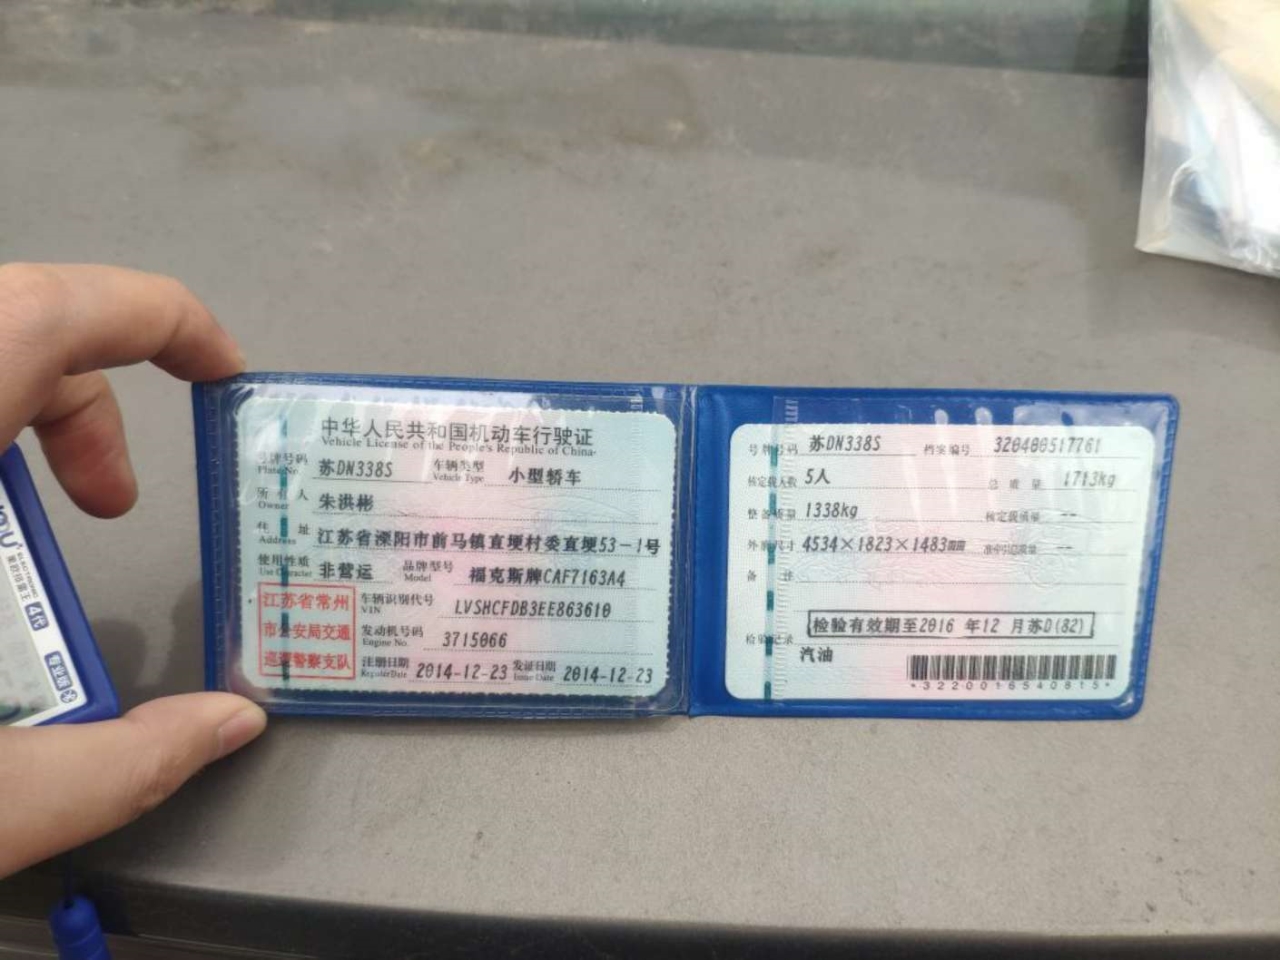 中华人民共和国机动车行驶证
Vehicle License of the People's Republic of China
号牌号码 苏DN338S 车辆类型 小型轿车
Plate No. Vehicle Type
所有人 朱洪彬
Owner
住址 江苏省溧阳市前马镇直埂村委直埂53-1号
Address
使用性质 非营运 品牌型号 福克斯牌CAF7163A4
Use Character Model
江苏省常州
市公安局交通
巡逻警察支队
车辆识别代号 LVSHCFDB3EE863610
VIN
发动机号码 3715066
Engine No.
注册日期 2014-12-23 发证日期 2014-12-23
Register Date Issue Date
号牌号码 苏DN338S 档案编号 320400517761
核定载人数 5人 总质量 1713kg
整备质量 1338kg 核定载质量 --
外廓尺寸 4534×1823×1483mm 准牵引总质量 --
备注
检验记录 检验有效期至2016 年12 月苏D(82)
汽油
*3220016540815*
4代
专业版